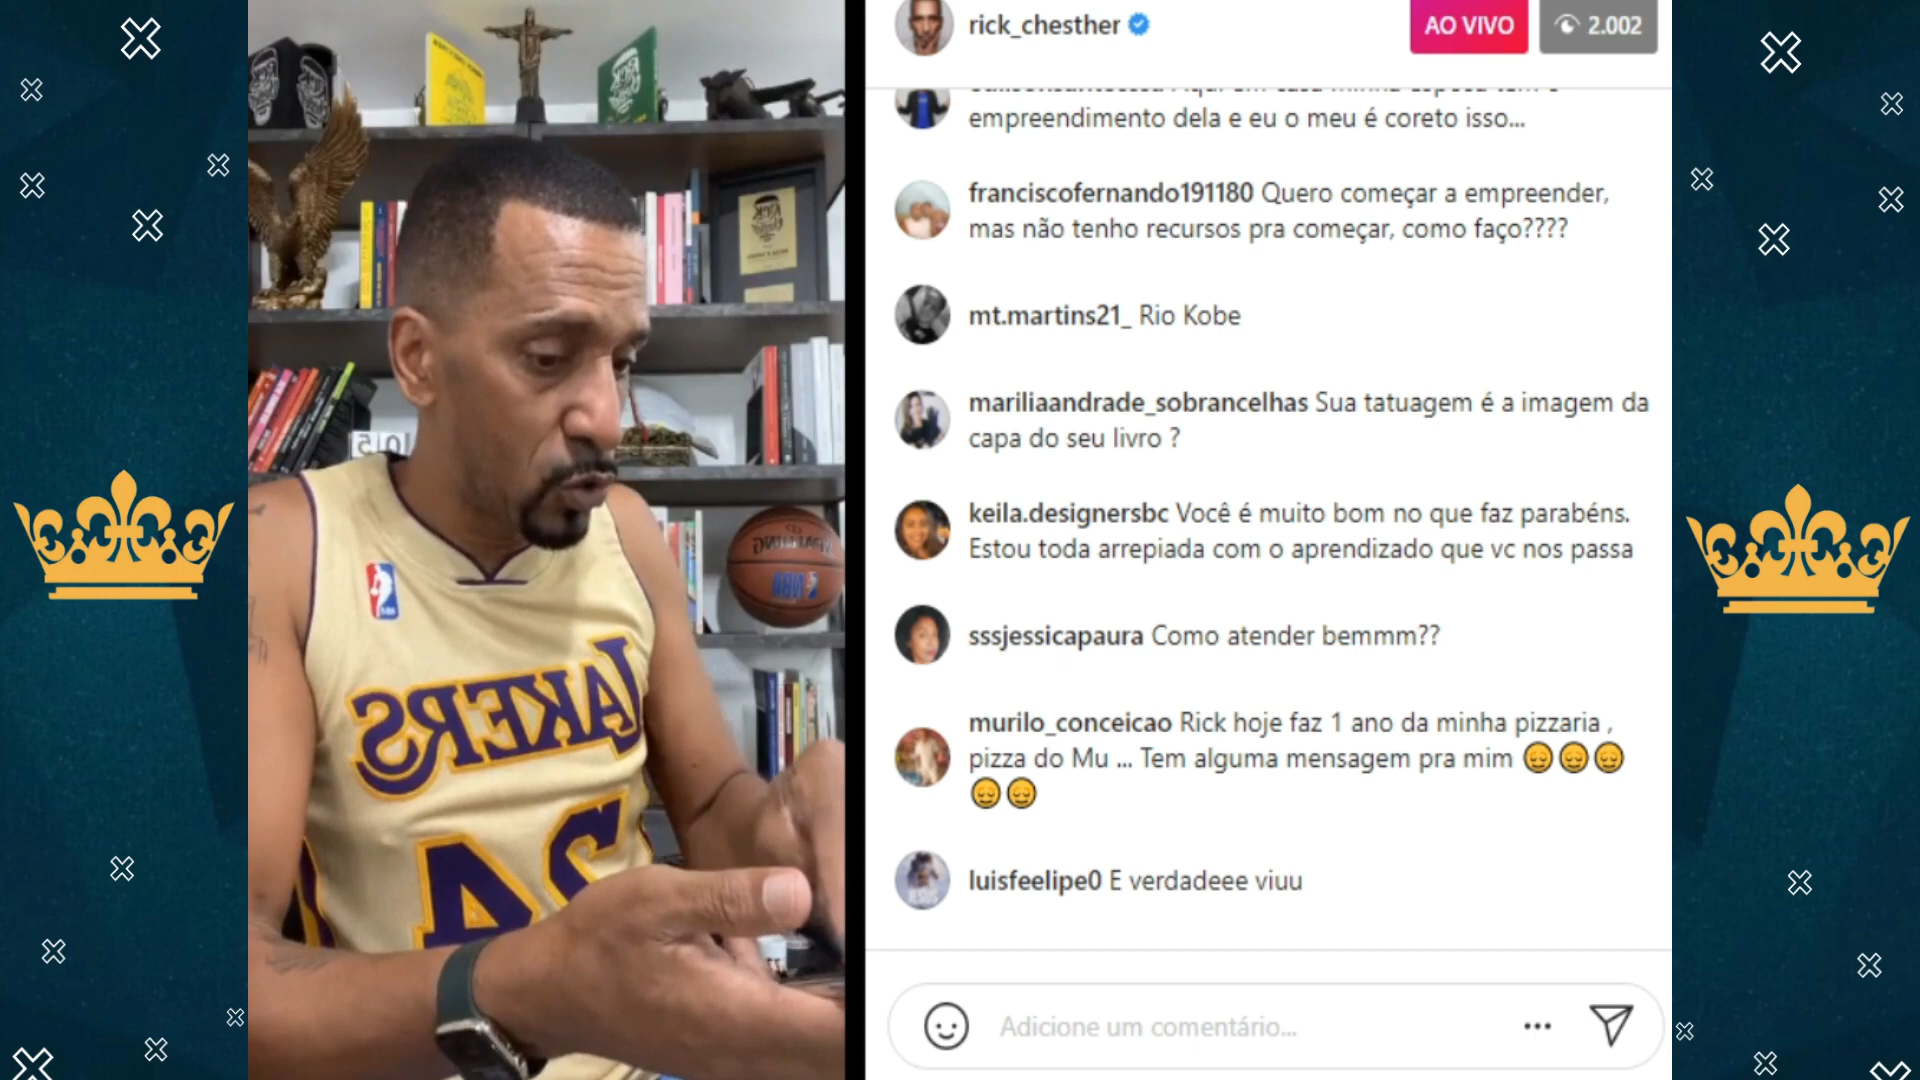 rick_chesther
AO VIVO
2.002
empreendimento dela e eu o meu é coreto isso...
franciscofernando191180 Quero começar a empreender,
mas não tenho recursos pra começar, como faço????
mt.martins21_ Rio Kobe
mariliaandrade_sobrancelhas Sua tatuagem é a imagem da
capa do seu livro ?
keila.designersbc Você é muito bom no que faz parabéns.
Estou toda arrepiada com o aprendizado que vc nos passa
sssjessicapaura Como atender bemmm??
murilo_conceicao Rick hoje faz 1 ano da minha pizzaria ,
pizza do Mu ... Tem alguma mensagem pra mim 😌😌😌
😌😌
luisfeelipe0 E verdadeee viuu
Adicione um comentário...
LAKERS
24
SPALDING
NBA